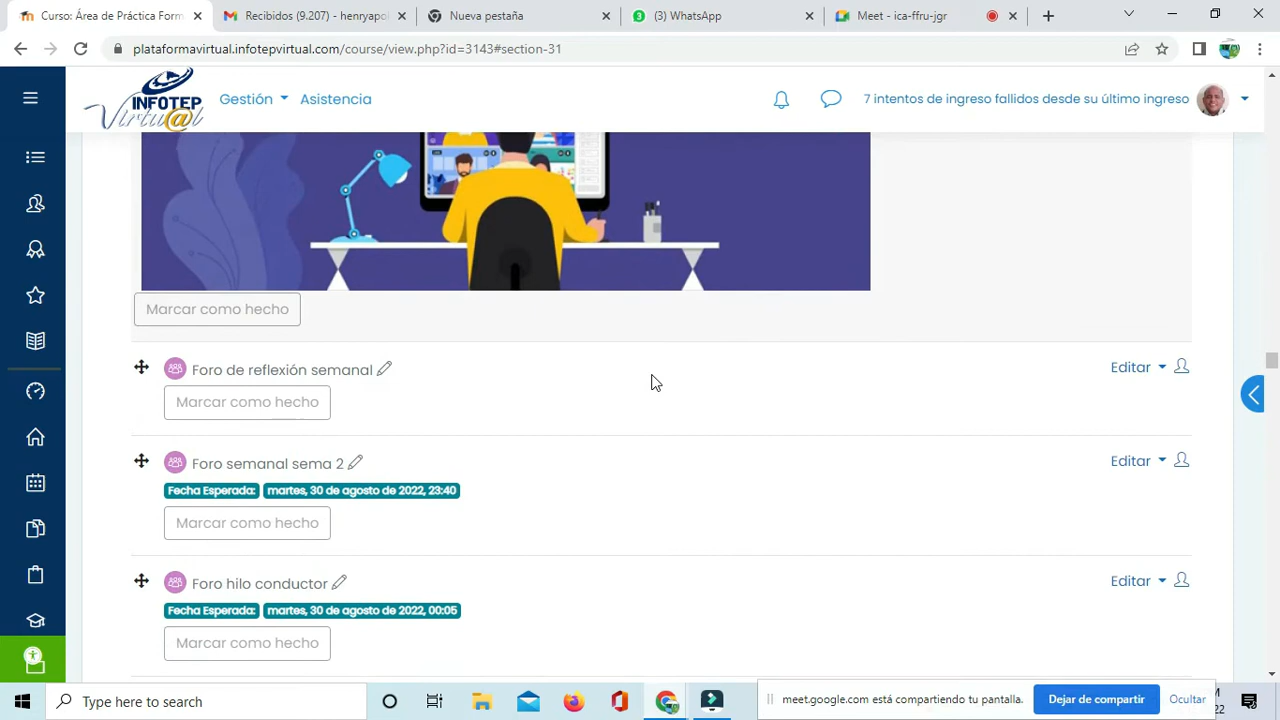 Curso: Área de Práctica Form
Recibidos (9.207) - henryapol
Nueva pestaña
(3) WhatsApp
Meet - ica-ffru-jgr
plataformavirtual.infotepvirtual.com/course/view.php?id=3143#section-31
INFOTEP
Virtu@l
Gestión
Asistencia
7 intentos de ingreso fallidos desde su último ingreso
Marcar como hecho
Foro de reflexión semanal
Editar
Marcar como hecho
Foro semanal sema 2
Editar
Fecha Esperada: martes, 30 de agosto de 2022, 23:40
Marcar como hecho
Foro hilo conductor
Editar
Fecha Esperada: martes, 30 de agosto de 2022, 00:05
Marcar como hecho
Type here to search
meet.google.com está compartiendo tu pantalla.
Dejar de compartir
Ocultar